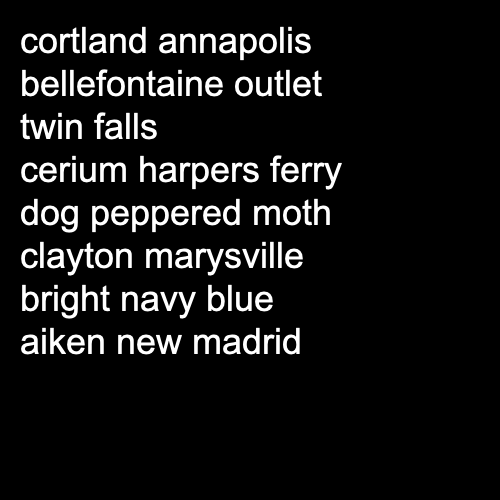 cortland annapolis
bellefontaine outlet
twin falls
cerium harpers ferry
dog peppered moth
clayton marysville
bright navy blue
aiken new madrid